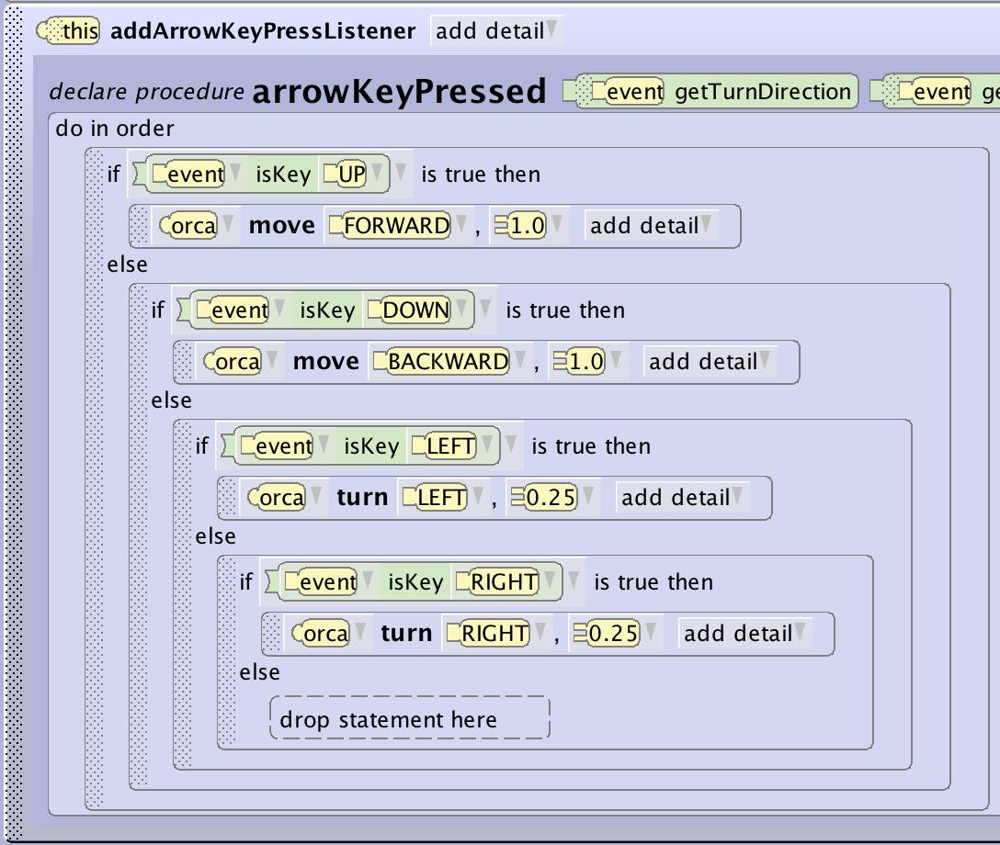 this addArrowKeyPressListener add detail
declare procedure arrowKeyPressed event getTurnDirection event ge
do in order
if event isKey UP is true then
orca move FORWARD , 1.0 add detail
else
if event isKey DOWN is true then
orca move BACKWARD , 1.0 add detail
else
if event isKey LEFT is true then
orca turn LEFT , 0.25 add detail
else
if event isKey RIGHT is true then
orca turn RIGHT , 0.25 add detail
else
drop statement here